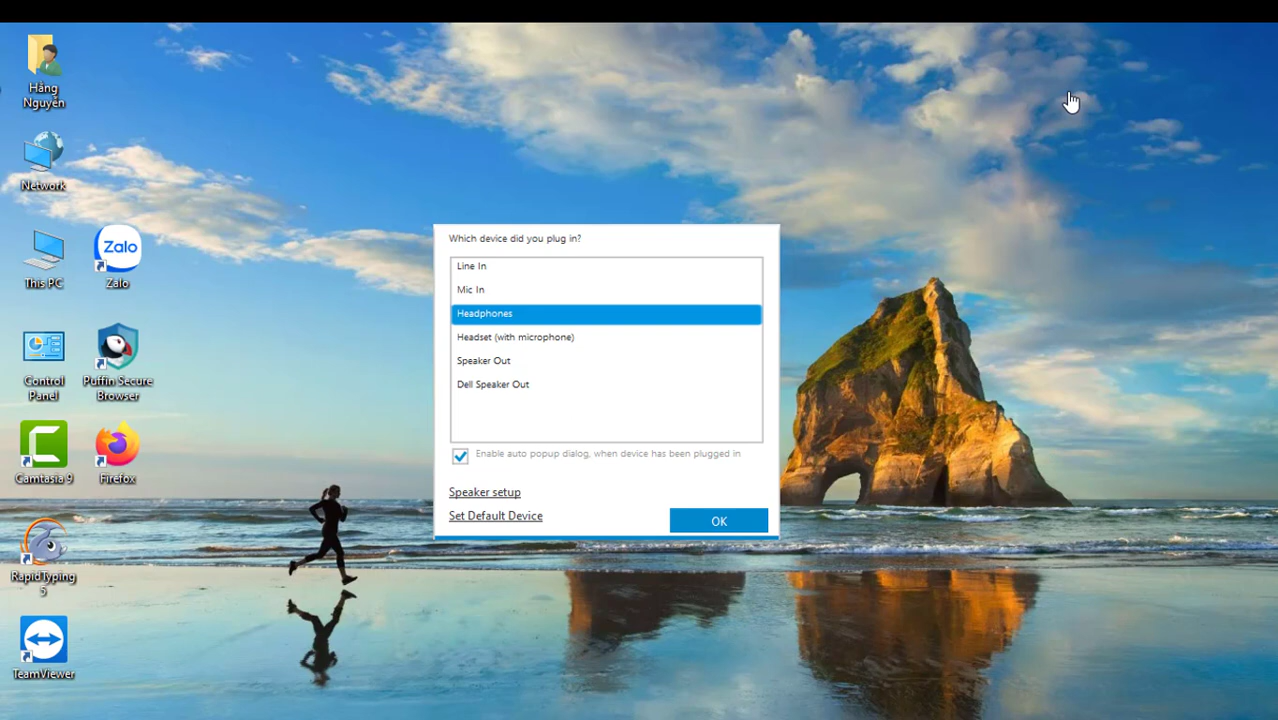 Hằng
Nguyễn
Network
This PC
Zalo
Zalo
Control
Panel
Puffin Secure
Browser
Camtasia 9
Firefox
RapidTyping
5
TeamViewer
Which device did you plug in?
Line In
Mic In
Headphones
Headset (with microphone)
Speaker Out
Dell Speaker Out
Enable auto popup dialog, when device has been plugged in
Speaker setup
Set Default Device
OK